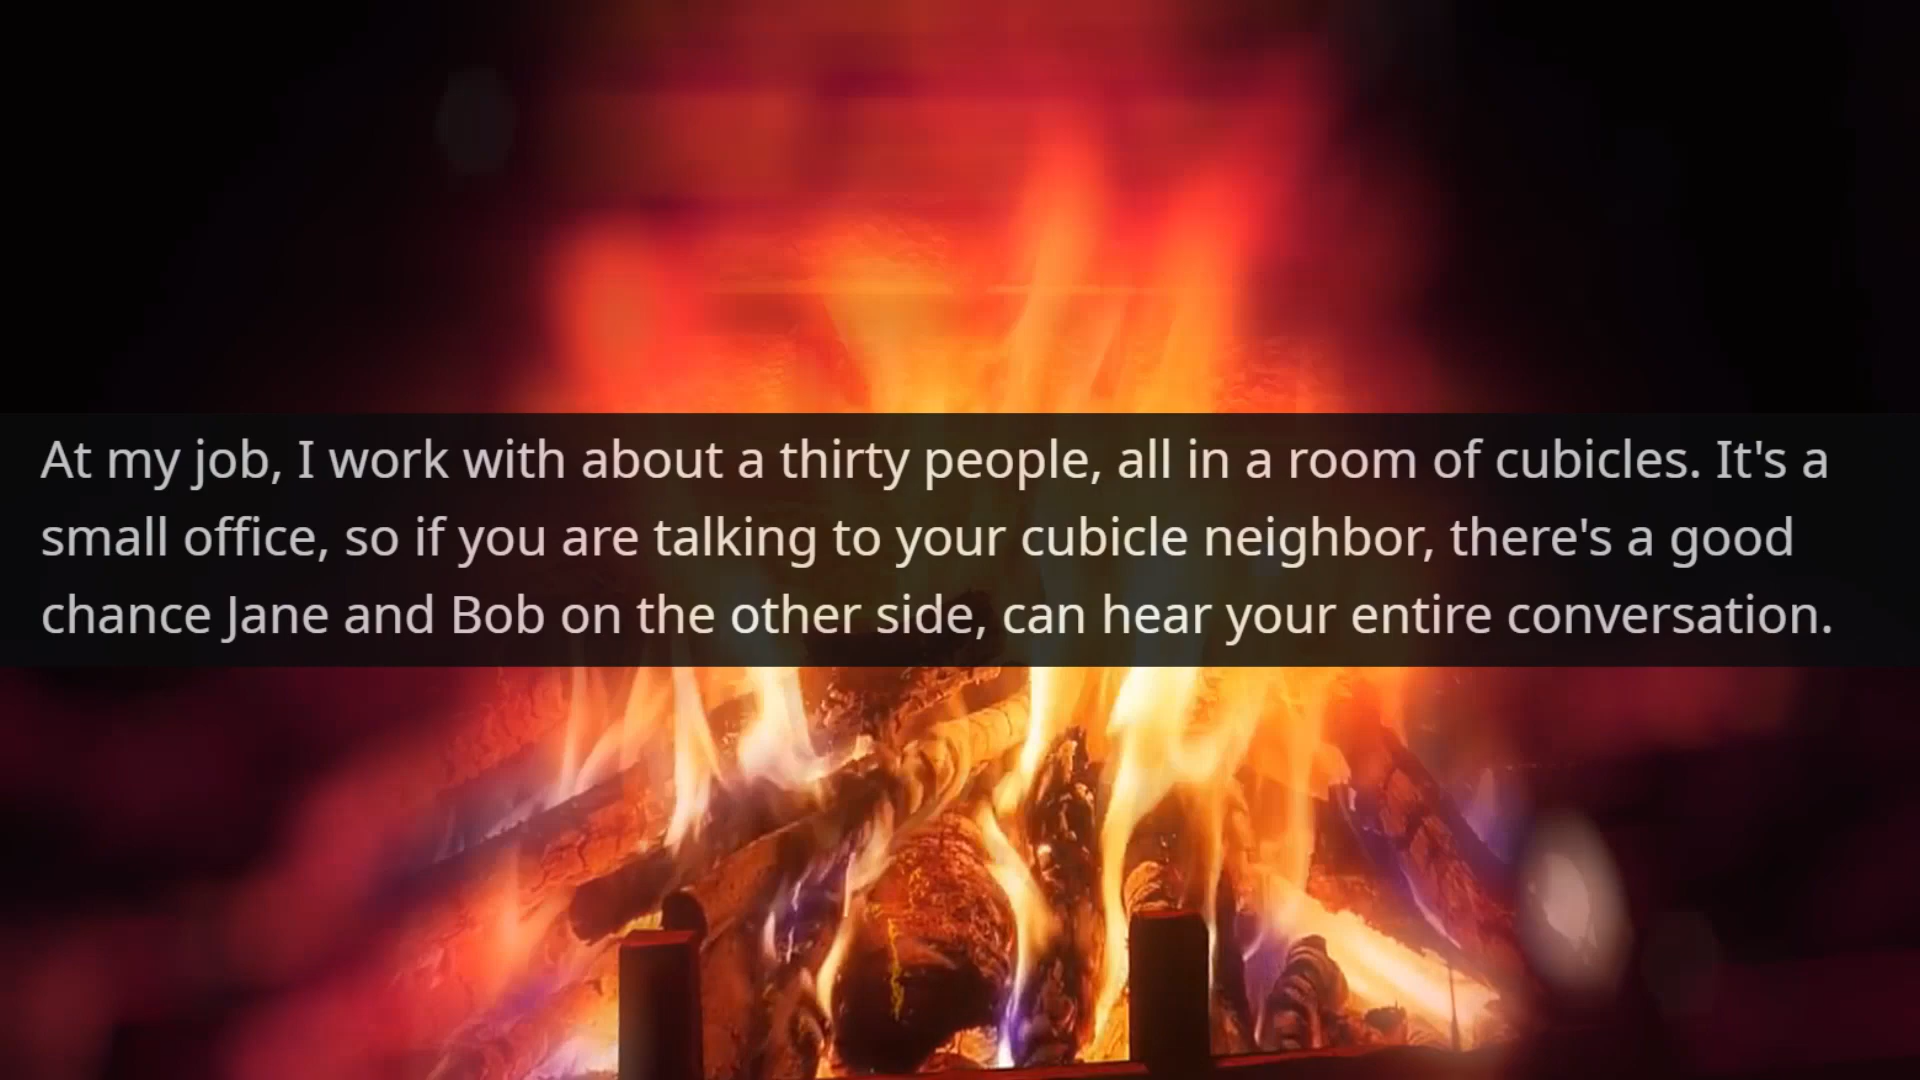 At my job, I work with about a thirty people, all in a room of cubicles. It's a
small office, so if you are talking to your cubicle neighbor, there's a good
chance Jane and Bob on the other side, can hear your entire conversation.